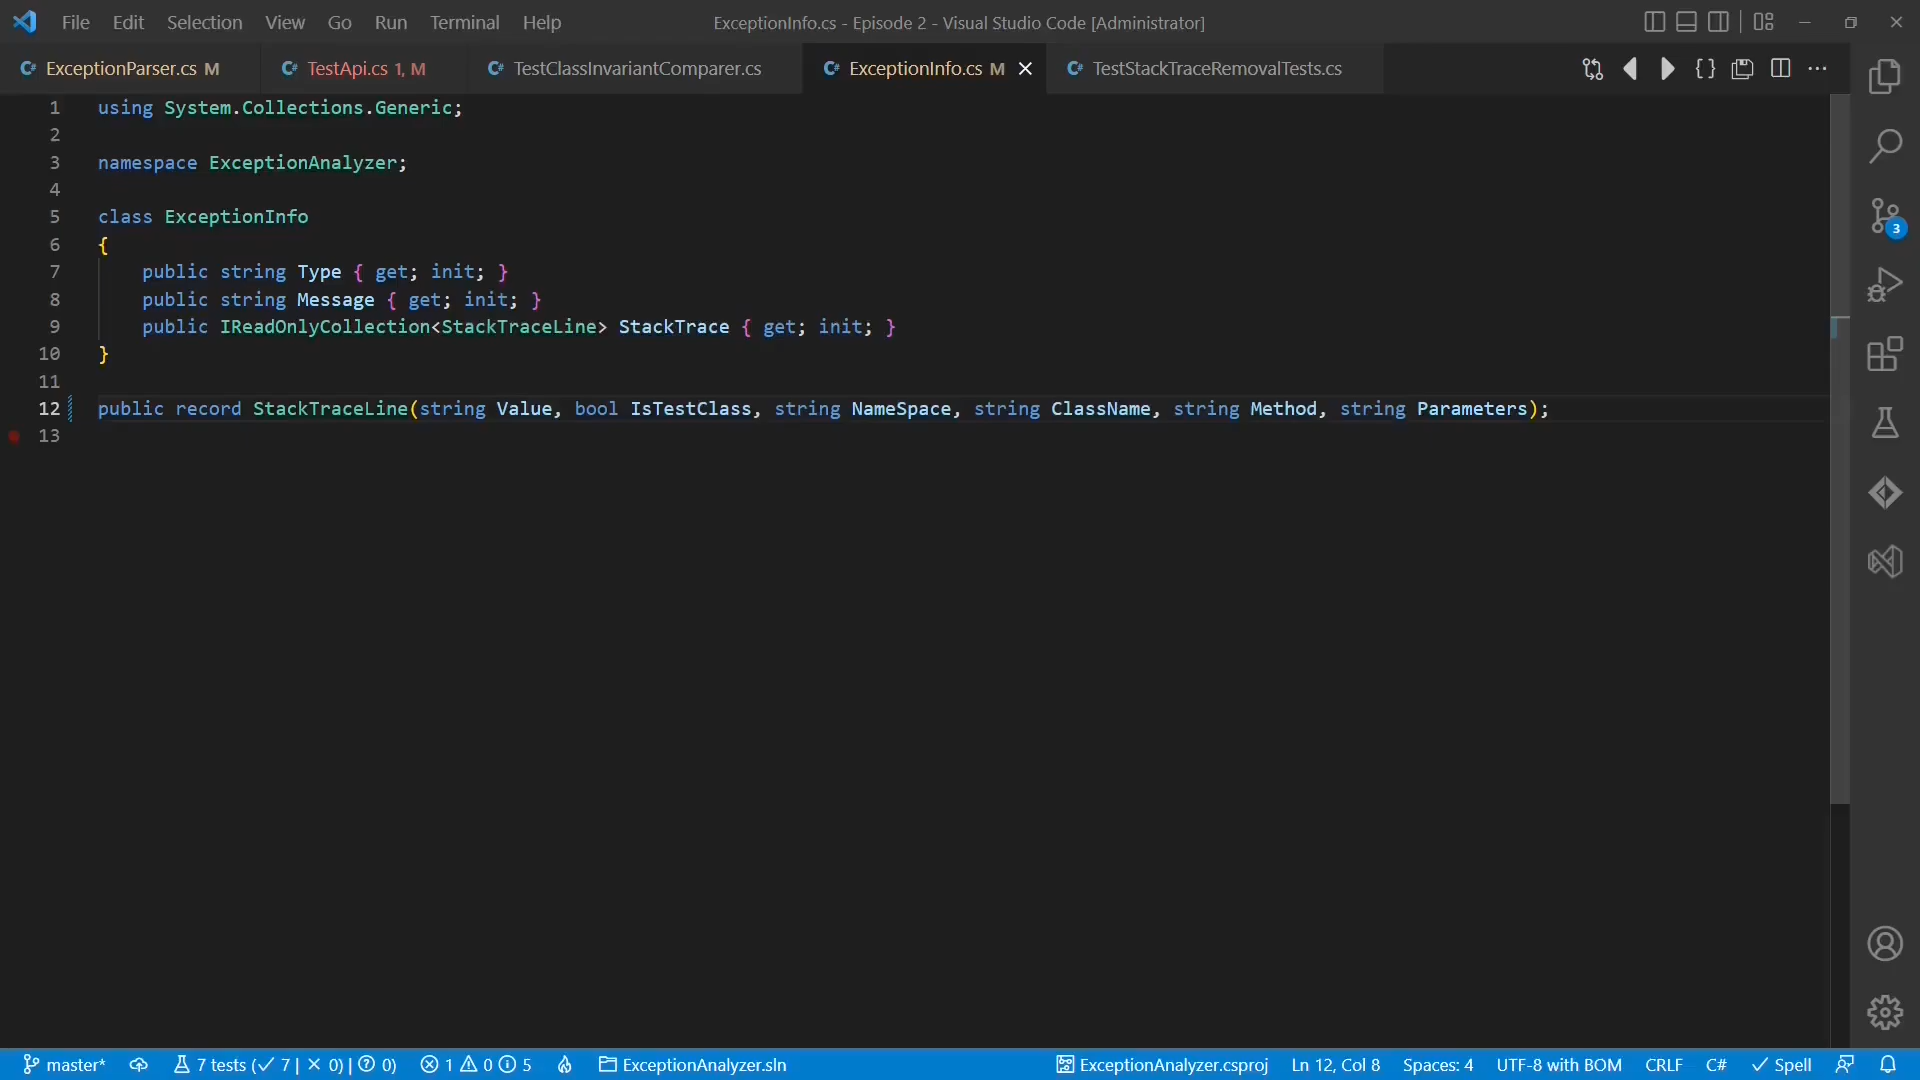 File Edit Selection View Go Run Terminal Help ExceptionInfo.cs - Episode 2 - Visual Studio Code [Administrator]
C# ExceptionParser.cs M C# TestApi.cs 1, M C# TestClassInvariantComparer.cs C# ExceptionInfo.cs M C# TestStackTraceRemovalTests.cs
1 using System.Collections.Generic;
2
3 namespace ExceptionAnalyzer;
4
5 class ExceptionInfo
6 {
7 public string Type { get; init; }
8 public string Message { get; init; }
9 public IReadOnlyCollection<StackTraceLine> StackTrace { get; init; }
10 }
11
12 public record StackTraceLine(string Value, bool IsTestClass, string NameSpace, string ClassName, string Method, string Parameters);
13
3
master* 7 tests (✓ 7 | ✕ 0) | ? 0) 1 0 5 ExceptionAnalyzer.sln ExceptionAnalyzer.csproj Ln 12, Col 8 Spaces: 4 UTF-8 with BOM CRLF C# ✓ Spell